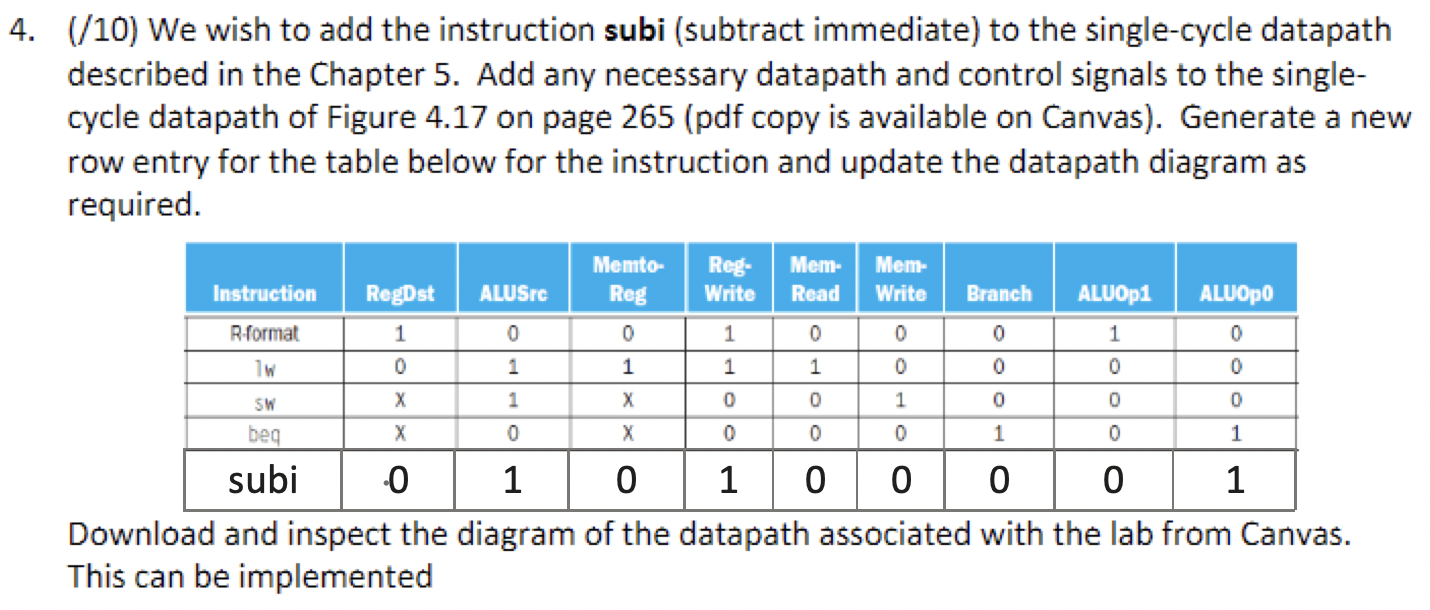 4. (/10) We wish to add the instruction subi (subtract immediate) to the single-cycle datapath
described in the Chapter 5. Add any necessary datapath and control signals to the single-
cycle datapath of Figure 4.17 on page 265 (pdf copy is available on Canvas). Generate a new
row entry for the table below for the instruction and update the datapath diagram as
required.
Instruction RegDst ALUSrc Memto-Reg Reg-Write Mem-Read Mem-Write Branch ALUOp1 ALUOp0
R-format 1 0 0 1 0 0 0 1 0
lw 0 1 1 1 1 0 0 0 0
sw X 1 X 0 0 1 0 0 0
beq X 0 X 0 0 0 1 0 1
subi 0 1 0 1 0 0 0 0 1
Download and inspect the diagram of the datapath associated with the lab from Canvas.
This can be implemented